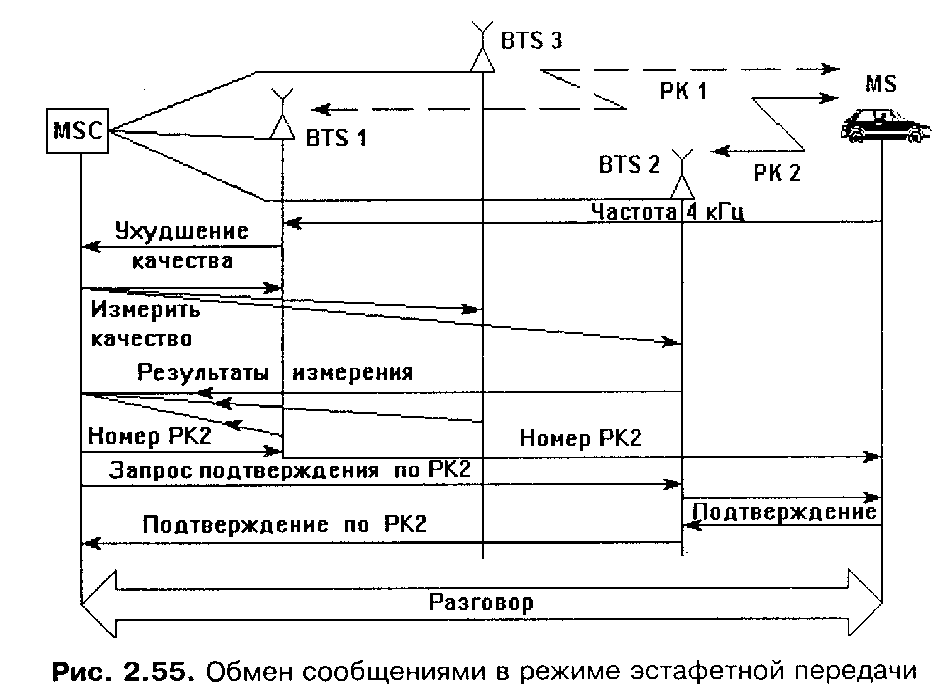 BTS 3
РК 1
MS
MSC
BTS 1
BTS 2
РК 2
Частота 4 кГц
Ухудшение
качества
Измерить
качество
Результаты измерения
Номер РК2
Номер РК2
Запрос подтверждения по РК2
Подтверждение
Подтверждение по РК2
Разговор
Рис. 2.55. Обмен сообщениями в режиме эстафетной передачи